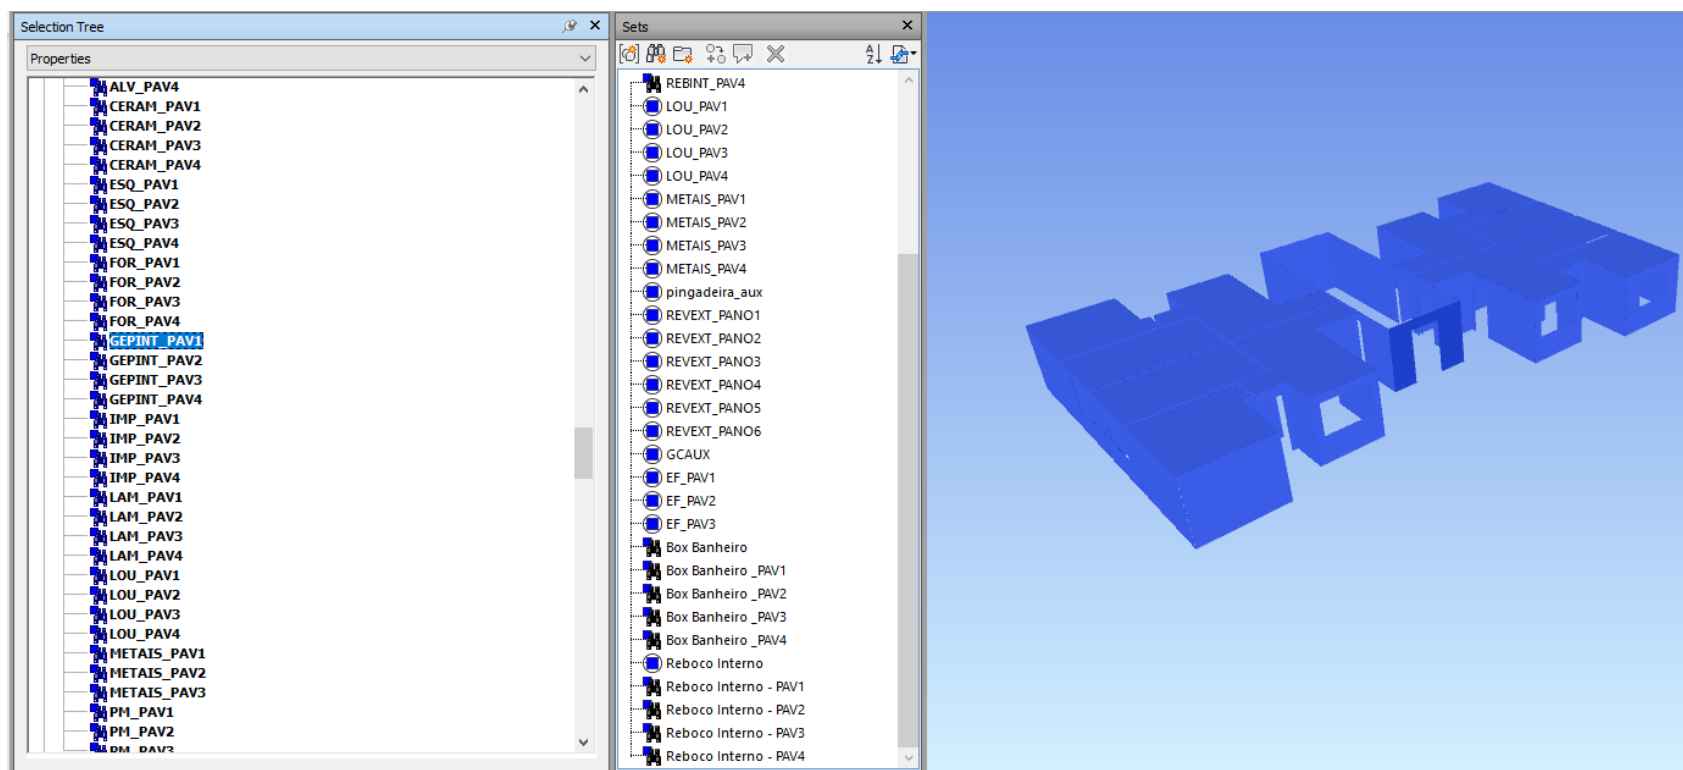 Selection Tree
Properties
ALV_PAV4
CERAM_PAV1
CERAM_PAV2
CERAM_PAV3
CERAM_PAV4
ESQ_PAV1
ESQ_PAV2
ESQ_PAV3
ESQ_PAV4
FOR_PAV1
FOR_PAV2
FOR_PAV3
FOR_PAV4
GEPINT_PAV1
GEPINT_PAV2
GEPINT_PAV3
GEPINT_PAV4
IMP_PAV1
IMP_PAV2
IMP_PAV3
IMP_PAV4
LAM_PAV1
LAM_PAV2
LAM_PAV3
LAM_PAV4
LOU_PAV1
LOU_PAV2
LOU_PAV3
LOU_PAV4
METAIS_PAV1
METAIS_PAV2
METAIS_PAV3
PM_PAV1
PM_PAV2
PM_PAV3
Sets
REBINT_PAV4
LOU_PAV1
LOU_PAV2
LOU_PAV3
LOU_PAV4
METAIS_PAV1
METAIS_PAV2
METAIS_PAV3
METAIS_PAV4
pingadeira_aux
REVEXT_PANO1
REVEXT_PANO2
REVEXT_PANO3
REVEXT_PANO4
REVEXT_PANO5
REVEXT_PANO6
GCAUX
EF_PAV1
EF_PAV2
EF_PAV3
Box Banheiro
Box Banheiro _PAV1
Box Banheiro _PAV2
Box Banheiro _PAV3
Box Banheiro _PAV4
Reboco Interno
Reboco Interno - PAV1
Reboco Interno - PAV2
Reboco Interno - PAV3
Reboco Interno - PAV4